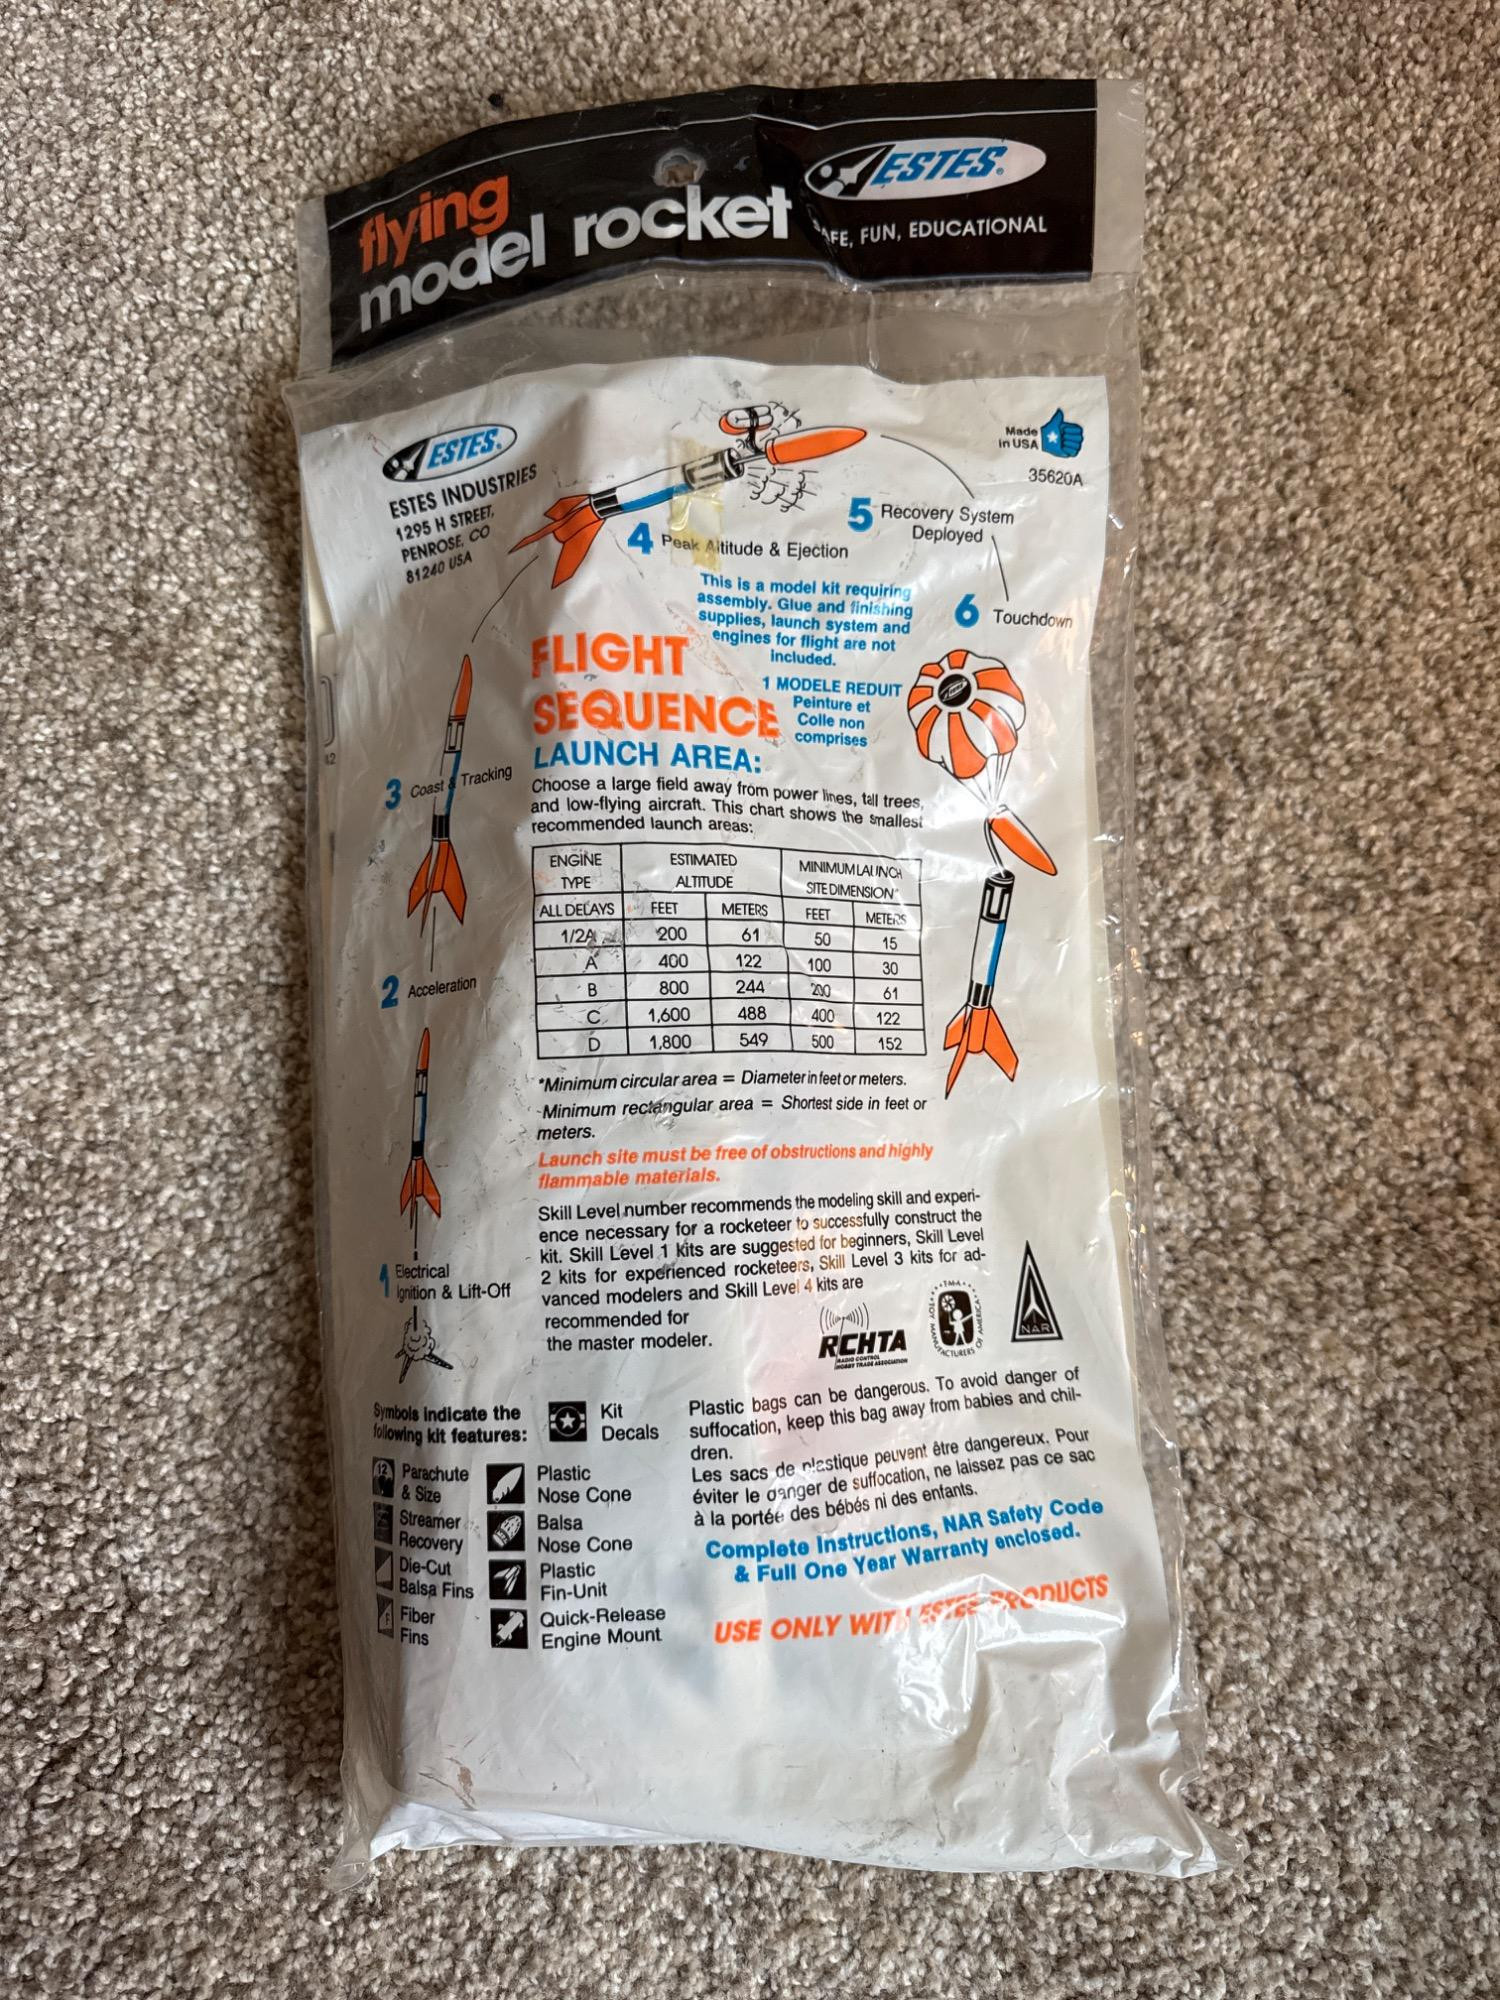 flying
model rocket
ESTES®
SAFE, FUN, EDUCATIONAL
ESTES®
ESTES INDUSTRIES
1295 H STREET,
PENROSE, CO
81240 USA
Made
in USA
35620A
4 Peak Altitude & Ejection
5 Recovery System
Deployed
6 Touchdown
This is a model kit requiring
assembly. Glue and finishing
supplies, launch system and
engines for flight are not
included.
1 MODELE REDUIT
Peinture et
Colle non
comprises
FLIGHT
SEQUENCE
3 Coast & Tracking
2 Acceleration
1 Electrical
Ignition & Lift-Off
LAUNCH AREA:
Choose a large field away from power lines, tall trees,
and low-flying aircraft. This chart shows the smallest
recommended launch areas:
ENGINE TYPE ESTIMATED ALTITUDE MINIMUM LAUNCH SITE DIMENSION*
ALL DELAYS FEET METERS FEET METERS
1/2A 200 61 50 15
A 400 122 100 30
B 800 244 200 61
C 1,600 488 400 122
D 1,800 549 500 152
*Minimum circular area = Diameter in feet or meters.
Minimum rectangular area = Shortest side in feet or
meters.
Launch site must be free of obstructions and highly
flammable materials.
Skill Level number recommends the modeling skill and experi-
ence necessary for a rocketeer to successfully construct the
kit. Skill Level 1 kits are suggested for beginners, Skill Level
2 kits for experienced rocketeers, Skill Level 3 kits for ad-
vanced modelers and Skill Level 4 kits are
recommended for
the master modeler.
RCHTA
RADIO CONTROL
HOBBY TRADE ASSOCIATION
TMA
TOY MANUFACTURERS OF AMERICA
NAR
Symbols indicate the
following kit features:
Kit
Decals
12 Parachute
& Size
Plastic
Nose Cone
Streamer
Recovery
Balsa
Nose Cone
Die-Cut
Balsa Fins
Plastic
Fin-Unit
F Fiber
Fins
Quick-Release
Engine Mount
Plastic bags can be dangerous. To avoid danger of
suffocation, keep this bag away from babies and chil-
dren.
Les sacs de plastique peuvent être dangereux. Pour
éviter le danger de suffocation, ne laissez pas ce sac
à la portée des bébés ni des enfants.
Complete Instructions, NAR Safety Code
& Full One Year Warranty enclosed.
USE ONLY WITH ESTES PRODUCTS